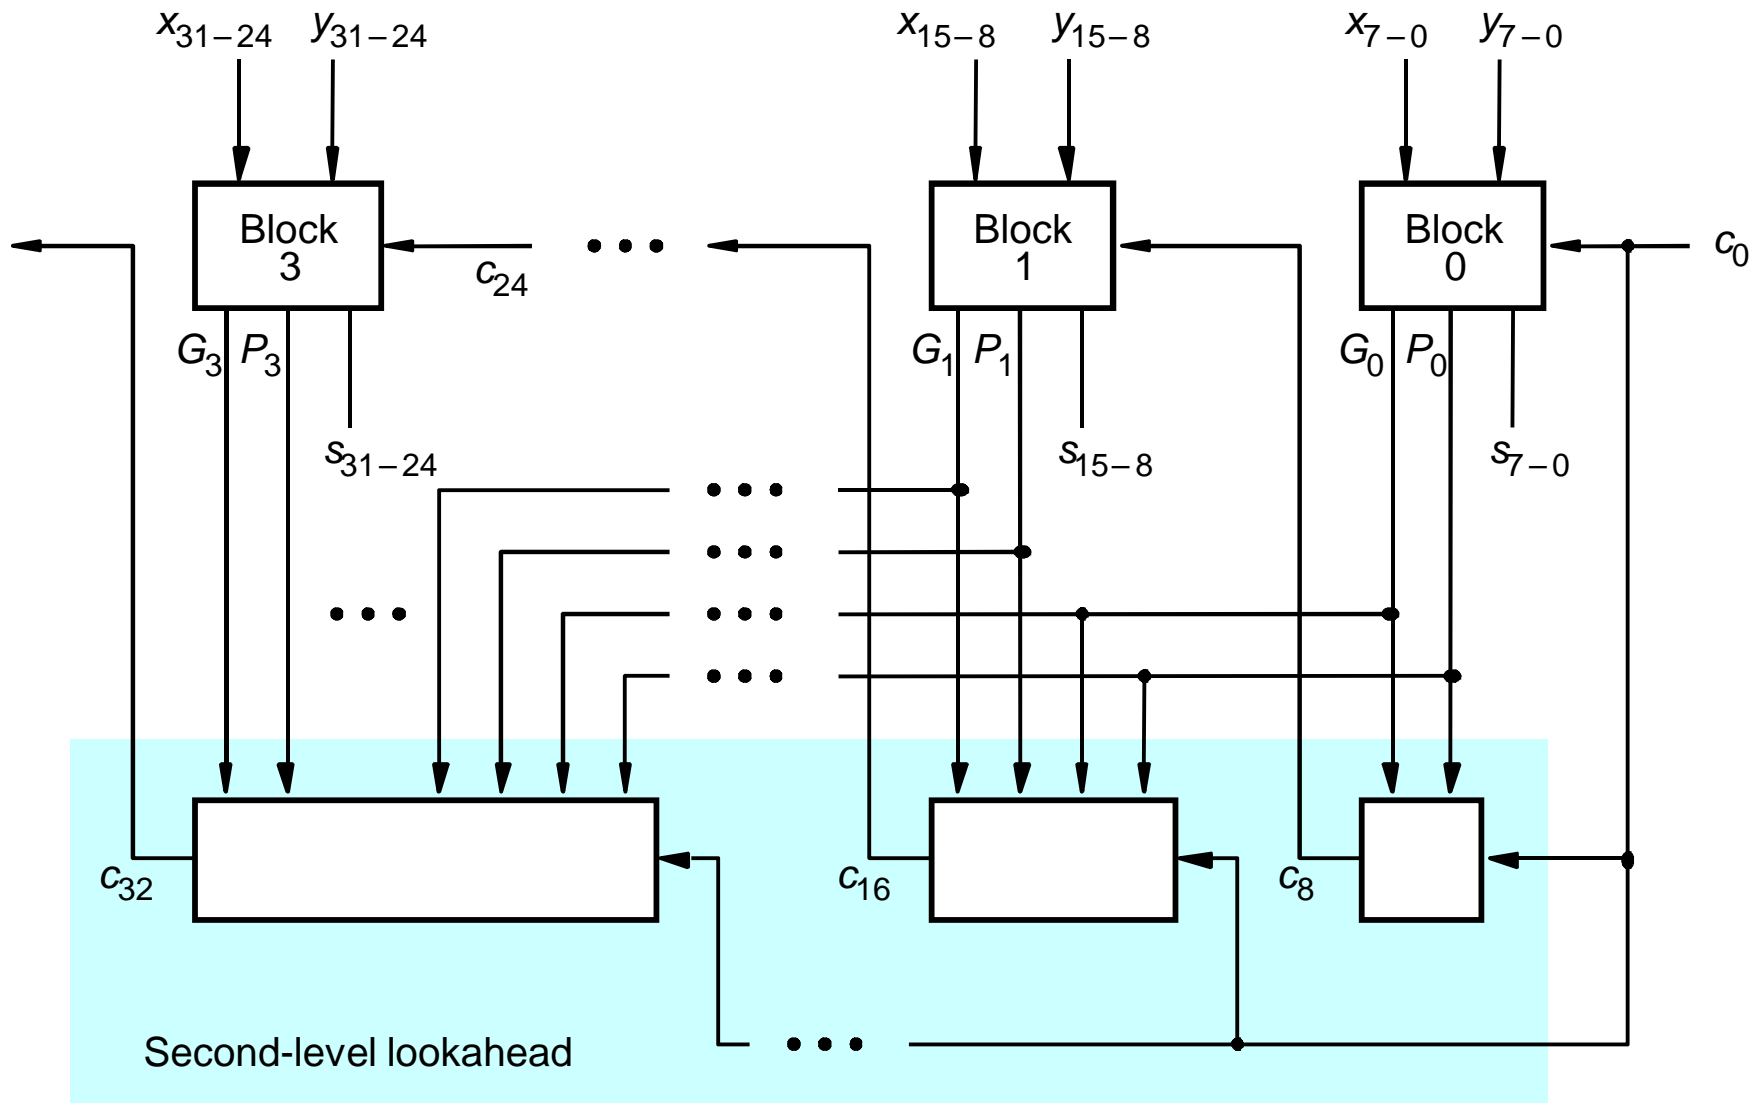 x31–24 y31–24 x15–8 y15–8 x7–0 y7–0
Block 3
Block 1
Block 0
c0
c24
G3 P3
G1 P1
G0 P0
s31–24
s15–8
s7–0
c32
c16
c8
Second-level lookahead